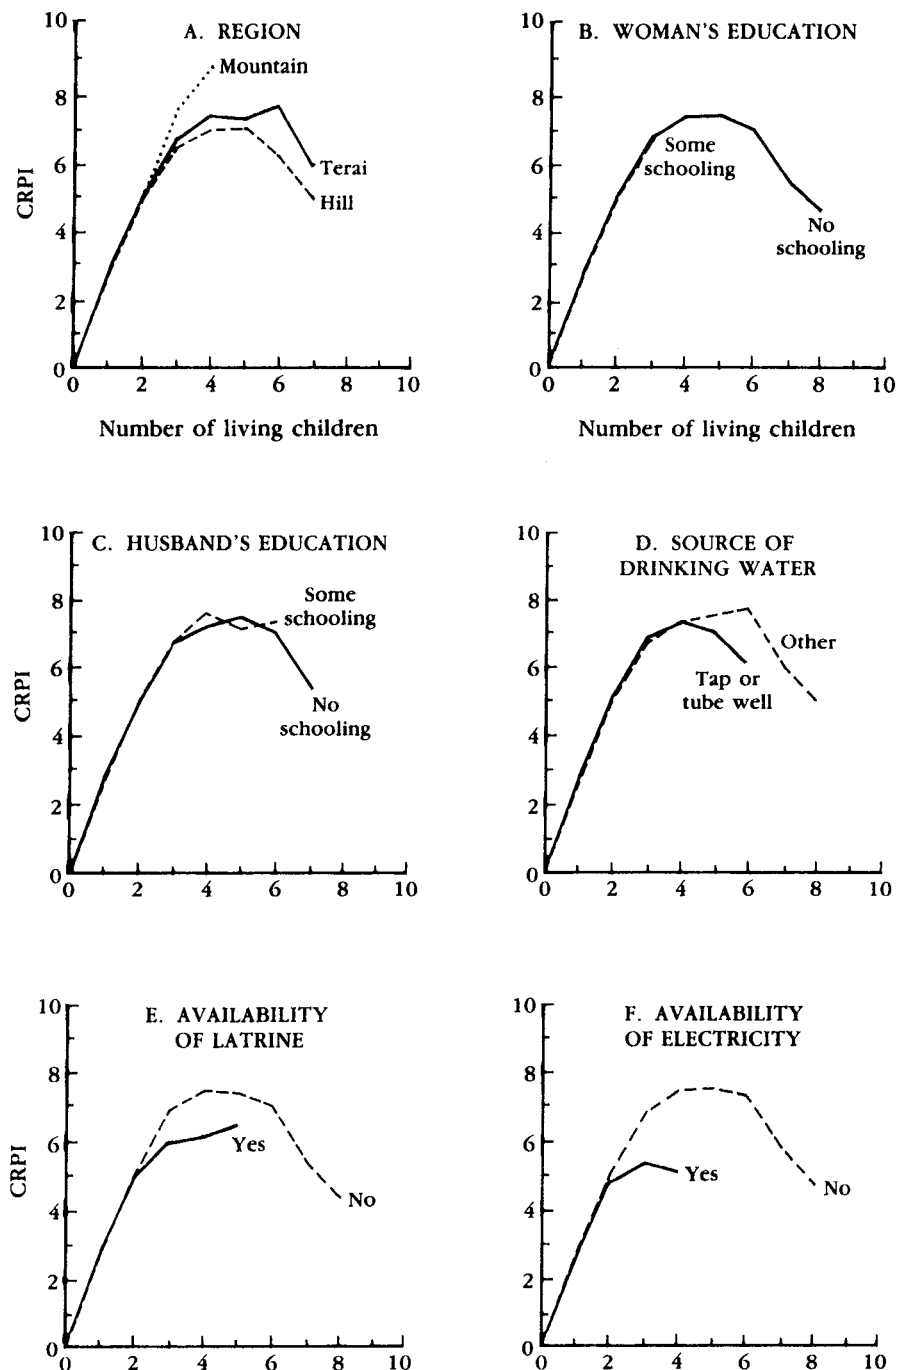 A. REGION
10
8
6
4
2
0
CRPI
Mountain
Terai
Hill
0 2 4 6 8 10
Number of living children
B. WOMAN'S EDUCATION
10
8
6
4
2
0
Some
schooling
No
schooling
0 2 4 6 8 10
Number of living children
C. HUSBAND'S EDUCATION
10
8
6
4
2
0
CRPI
Some
schooling
No
schooling
0 2 4 6 8 10
D. SOURCE OF
DRINKING WATER
10
8
6
4
2
0
Other
Tap or
tube well
0 2 4 6 8 10
E. AVAILABILITY
OF LATRINE
10
8
6
4
2
0
CRPI
Yes
No
0 2 4 6 8 10
F. AVAILABILITY
OF ELECTRICITY
10
8
6
4
2
0
Yes
No
0 2 4 6 8 10